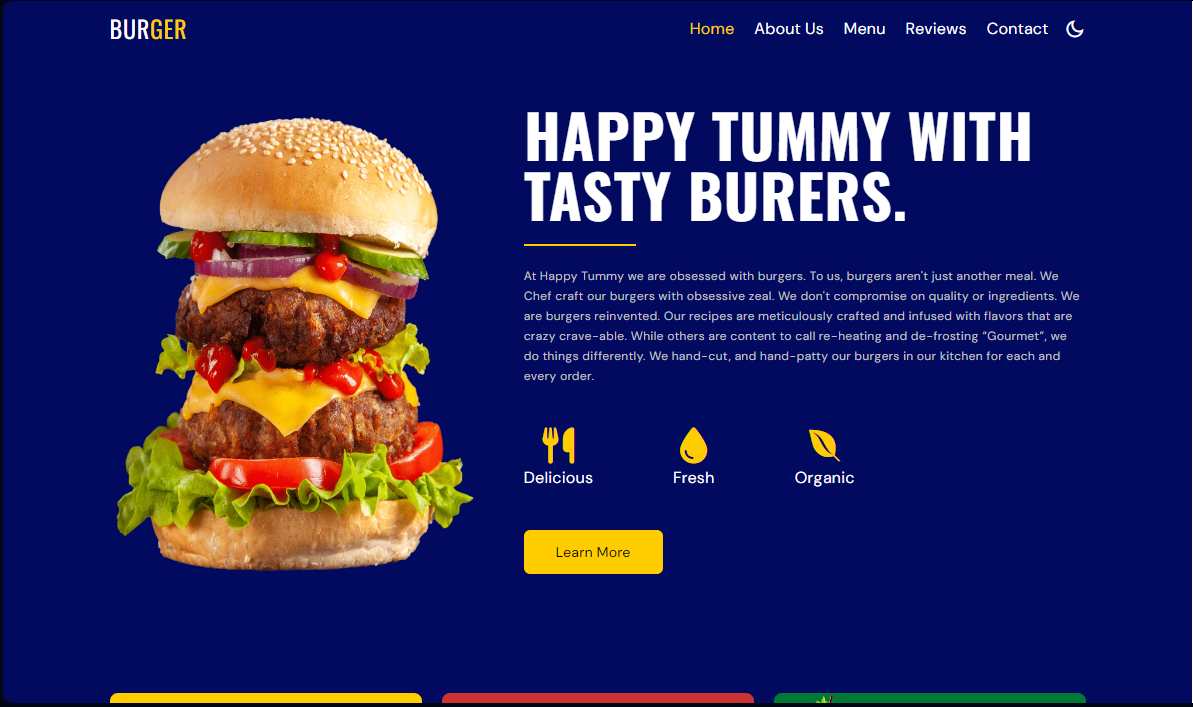 BURGER
Home About Us Menu Reviews Contact
HAPPY TUMMY WITH
TASTY BURERS.
At Happy Tummy we are obsessed with burgers. To us, burgers aren't just another meal. We
Chef craft our burgers with obsessive zeal. We don't compromise on quality or ingredients. We
are burgers reinvented. Our recipes are meticulously crafted and infused with flavors that are
crazy crave-able. While others are content to call re-heating and de-frosting “Gourmet”, we
do things differently. We hand-cut, and hand-patty our burgers in our kitchen for each and
every order.
Delicious Fresh Organic
Learn More